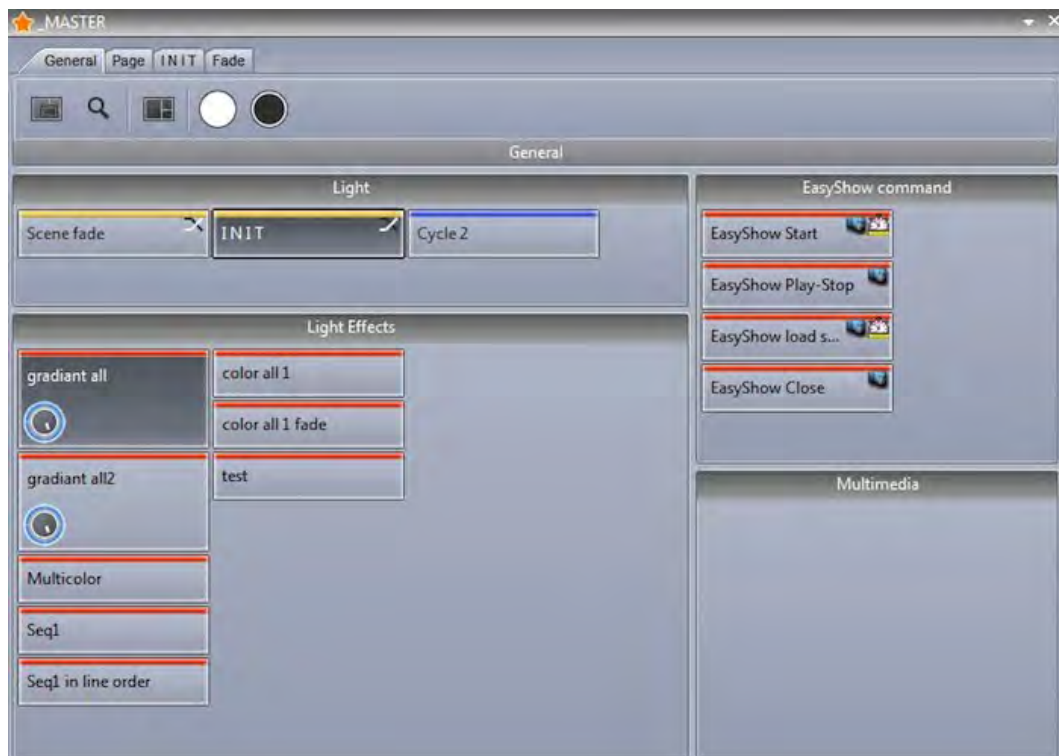 _MASTER
General Page INIT Fade
General
Light
Scene fade
INIT
Cycle 2
Light Effects
gradiant all
gradiant all2
Multicolor
Seq1
Seq1 in line order
color all 1
color all 1 fade
test
EasyShow command
EasyShow Start
EasyShow Play-Stop
EasyShow load s...
EasyShow Close
Multimedia